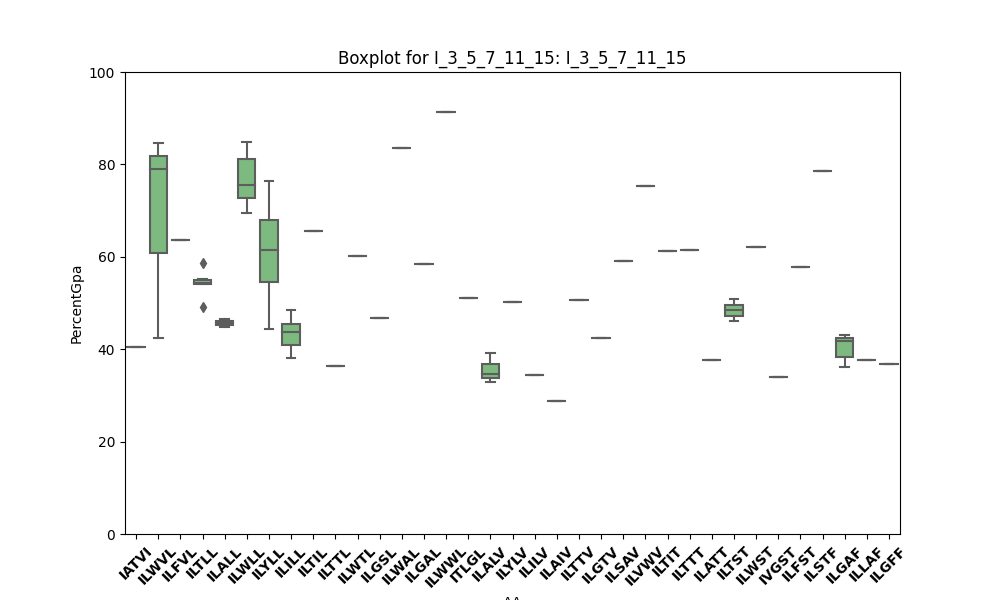 Boxplot for I_3_5_7_11_15: I_3_5_7_11_15
100
80
60
40
20
0
PercentGpa
IATVI
ILWVL
ILFVL
ILTLL
ILALL
ILWLL
ILYLL
ILILL
ILTIL
ILTTL
ILWTL
ILGSL
ILWAL
ILGAL
ILWWL
ITLGL
ILALV
ILYLV
ILILV
ILAIV
ILTTV
ILGTV
ILSAV
ILVWV
ILTIT
ILTTT
ILATT
ILTST
ILWST
IVGST
ILFST
ILSTF
ILGAF
ILLAF
ILGFF